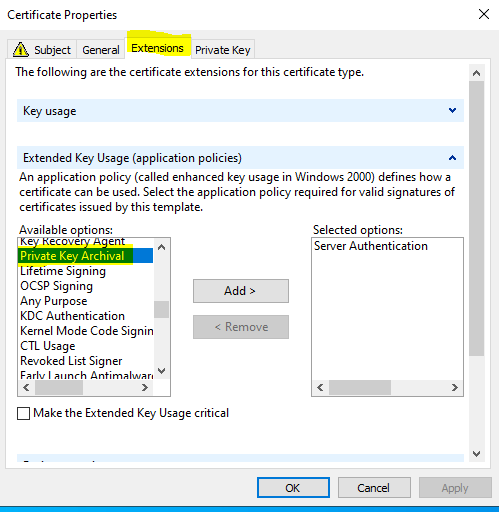 Certificate Properties
Subject
General
Extensions
Private Key
The following are the certificate extensions for this certificate type.
Key usage
Extended Key Usage (application policies)
An application policy (called enhanced key usage in Windows 2000) defines how a
certificate can be used. Select the application policy required for valid signatures of
certificates issued by this template.
Available options:
Selected options:
Key Recovery Agent
Private Key Archival
Lifetime Signing
OCSP Signing
Any Purpose
KDC Authentication
Kernel Mode Code Signin
CTL Usage
Revoked List Signer
Early Launch Antimalwar
Server Authentication
Add >
< Remove
Make the Extended Key Usage critical
OK
Cancel
Apply